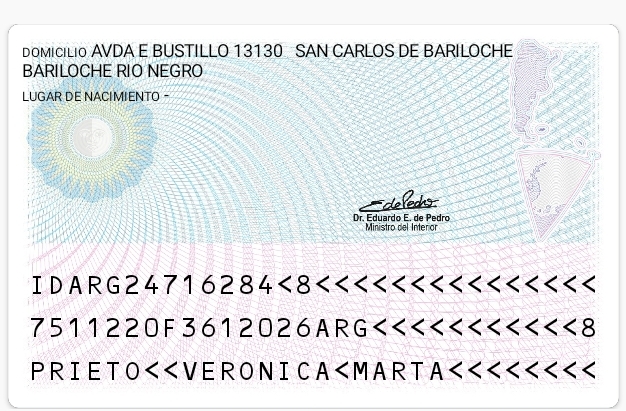 DOMICILIO AVDA E BUSTILLO 13130 SAN CARLOS DE BARILOCHE
BARILOCHE RIO NEGRO
LUGAR DE NACIMIENTO -
EdePedro
Dr. Eduardo E. de Pedro
Ministro del Interior
IDARG24716284<8<<<<<<<<<<<<<<<
7511220F3612026ARG<<<<<<<<<<<8
PRIETO<<VERONICA<MARTA<<<<<<<<